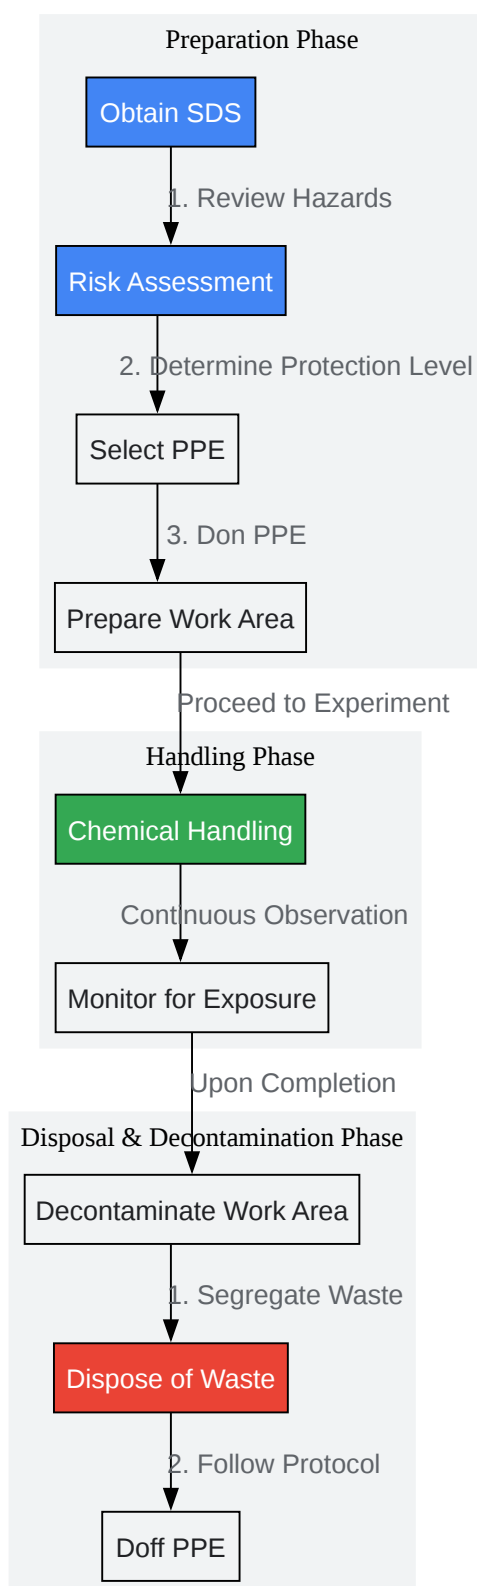 Preparation Phase
Obtain SDS
1. Review Hazards
Risk Assessment
2. Determine Protection Level
Select PPE
3. Don PPE
Prepare Work Area
Proceed to Experiment
Handling Phase
Chemical Handling
Continuous Observation
Monitor for Exposure
Upon Completion
Disposal & Decontamination Phase
Decontaminate Work Area
1. Segregate Waste
Dispose of Waste
2. Follow Protocol
Doff PPE